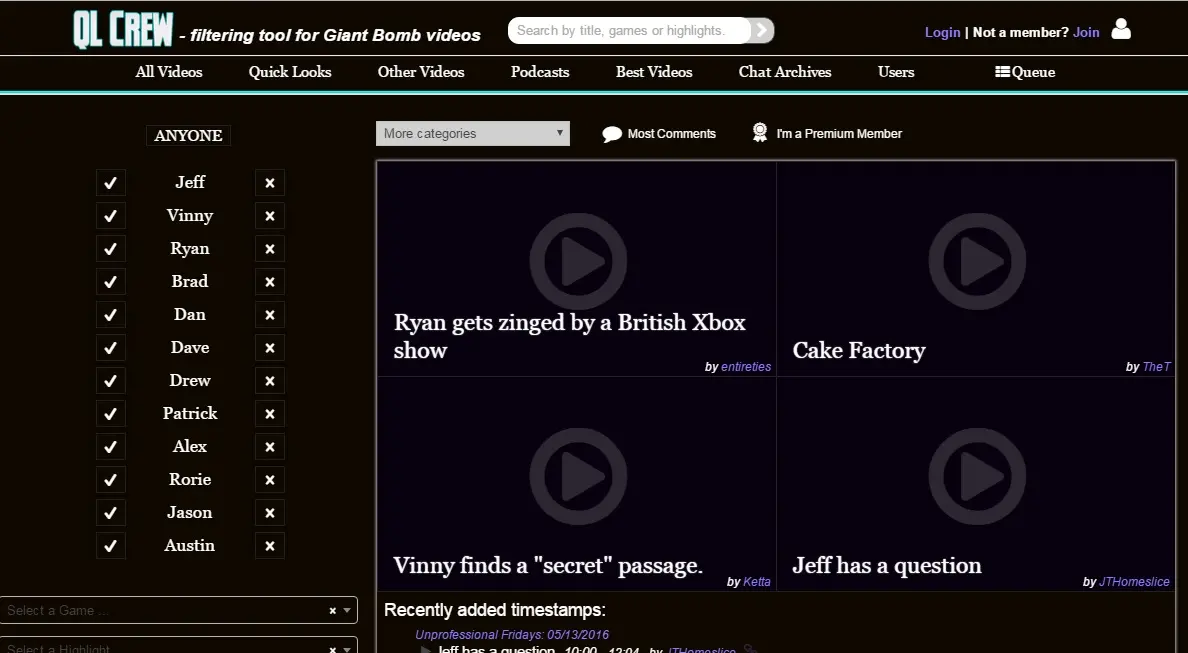 QL CREW - filtering tool for Giant Bomb videos
Search by title, games or highlights.
Login | Not a member? Join
All Videos
Quick Looks
Other Videos
Podcasts
Best Videos
Chat Archives
Users
Queue
ANYONE
Jeff
Vinny
Ryan
Brad
Dan
Dave
Drew
Patrick
Alex
Rorie
Jason
Austin
Select a Game ...
Select a Highlight
More categories
Most Comments
I'm a Premium Member
Ryan gets zinged by a British Xbox
show
by entireties
Cake Factory
by TheT
Vinny finds a "secret" passage.
by Ketta
Jeff has a question
by JTHomeslice
Recently added timestamps:
Unprofessional Fridays: 05/13/2016
Jeff has a question 10:00 - 12:04 by JTHomeslice